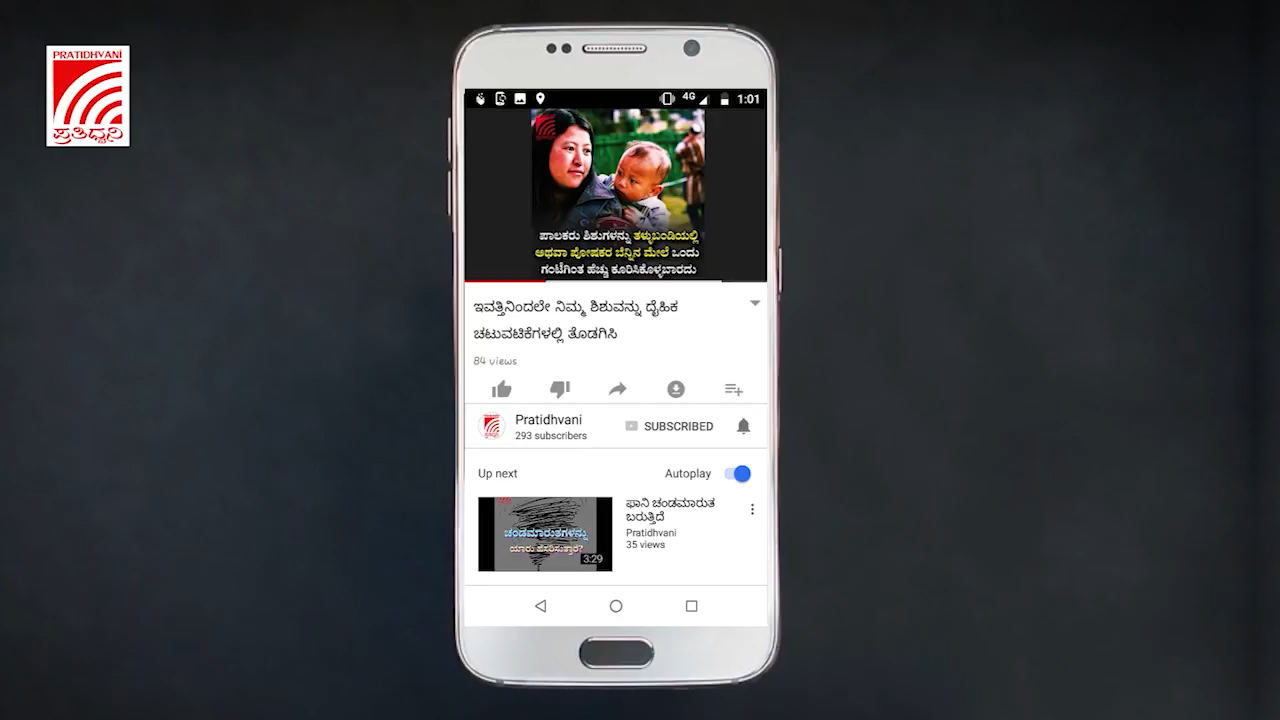 PRATIDHVANI
ಪ್ರತಿಧ್ವನಿ
4G 1:01
ಪಾಲಕರು ಶಿಶುಗಳನ್ನು ತಳ್ಳುಬಂಡಿಯಲ್ಲಿ
ಅಥವಾ ಪೋಷಕರ ಬೆನ್ನಿನ ಮೇಲೆ ಒಂದು
ಗಂಟೆಗಿಂತ ಹೆಚ್ಚು ಕೂರಿಸಿಕೊಳ್ಳಬಾರದು
ಇವತ್ತಿನಿಂದಲೇ ನಿಮ್ಮ ಶಿಶುವನ್ನು ದೈಹಿಕ
ಚಟುವಟಿಕೆಗಳಲ್ಲಿ ತೊಡಗಿಸಿ
84 views
Pratidhvani
293 subscribers
SUBSCRIBED
Up next
Autoplay
ಚಂಡಮಾರುತಗಳನ್ನು
ಯಾರು ಹೆಸರಿಸುತ್ತಾರೆ?
3:29
ಫಾನಿ ಚಂಡಮಾರುತ
ಬರುತ್ತಿದೆ
Pratidhvani
35 views